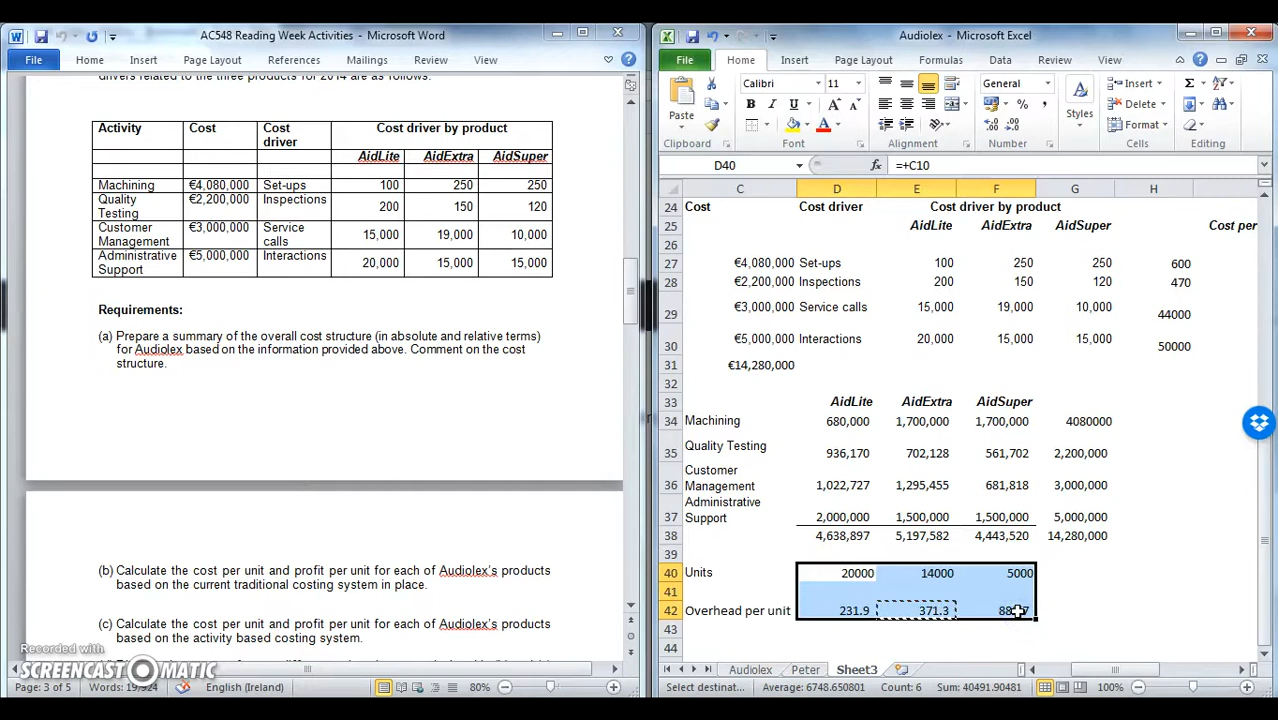 AC548 Reading Week Activities - Microsoft Word
File Home Insert Page Layout References Mailings Review View
drivers related to the three products for 2014 are as follows.
Activity Cost Cost driver Cost driver by product
AidLite AidExtra AidSuper
Machining €4,080,000 Set-ups 100 250 250
Quality Testing €2,200,000 Inspections 200 150 120
Customer Management €3,000,000 Service calls 15,000 19,000 10,000
Administrative Support €5,000,000 Interactions 20,000 15,000 15,000
Requirements:
(a) Prepare a summary of the overall cost structure (in absolute and relative terms)
for Audiolex based on the information provided above. Comment on the cost
structure.
(b) Calculate the cost per unit and profit per unit for each of Audiolex's products
based on the current traditional costing system in place.
(c) Calculate the cost per unit and profit per unit for each of Audiolex's products
based on the activity based costing system.
Recorded with
SCREENCAST MATIC
Page: 3 of 5 English (Ireland) 80%
Audiolex - Microsoft Excel
File Home Insert Page Layout Formulas Data Review View
Calibri 11 General Insert Σ
Delete
Paste Styles Format
Clipboard Font Alignment Number Cells Editing
D40 fx =+C10
C D E F G H
24 Cost Cost driver Cost driver by product
25 AidLite AidExtra AidSuper Cost per
26
27 €4,080,000 Set-ups 100 250 250 600
28 €2,200,000 Inspections 200 150 120 470
29 €3,000,000 Service calls 15,000 19,000 10,000 44000
30 €5,000,000 Interactions 20,000 15,000 15,000 50000
31 €14,280,000
32
33 AidLite AidExtra AidSuper
34 Machining 680,000 1,700,000 1,700,000 4080000
35 Quality Testing 936,170 702,128 561,702 2,200,000
36 Customer Management 1,022,727 1,295,455 681,818 3,000,000
37 Administrative Support 2,000,000 1,500,000 1,500,000 5,000,000
38 4,638,897 5,197,582 4,443,520 14,280,000
39
40 Units 20000 14000 5000
41
42 Overhead per unit 231.9 371.3
43
44
Audiolex Peter Sheet3
Select destinat... Average: 6748.650801 Count: 6 Sum: 40491.90481 100%